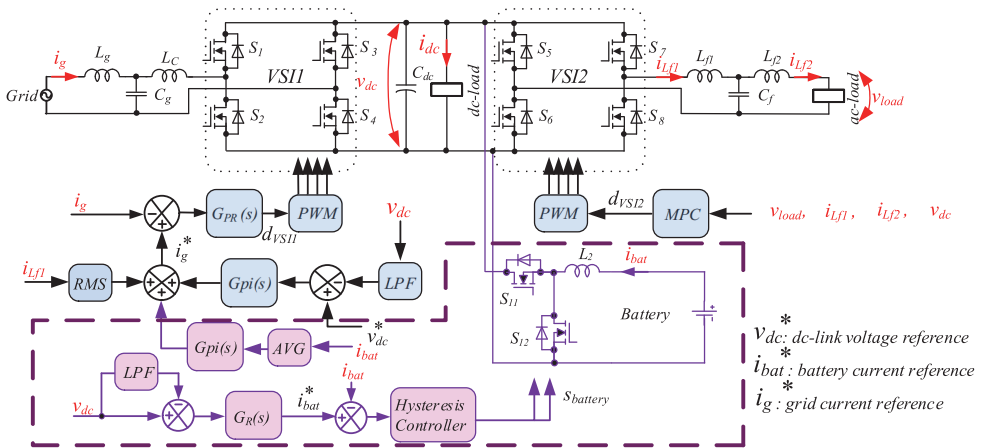 i_g L_g L_C C_g Grid
S_1 S_2 S_3 S_4 VSI1
v_dc C_dc i_dc dc-load
S_5 S_6 S_7 S_8 VSI2
i_Lf1 L_f1 L_f2 i_Lf2 C_f ac-load v_load
i_g G_PR(s) d_VSI1 PWM
v_dc
PWM d_VSI2 MPC v_load, i_Lf1, i_Lf2, v_dc
i_g^*
i_Lf1 RMS Gpi(s) LPF
v_dc^*
Gpi(s) AVG i_bat
LPF
v_dc G_R(s) i_bat^* i_bat Hysteresis
Controller
s_battery
S_11 S_12 L_2 i_bat Battery
v_dc^*: dc-link voltage reference
i_bat^*: battery current reference
i_g^*: grid current reference